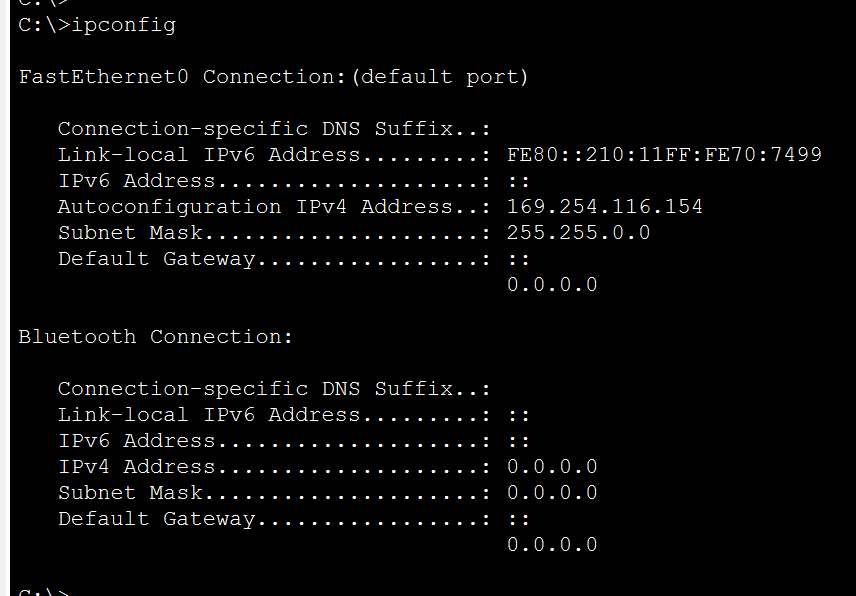 C:\>
C:\>ipconfig
FastEthernet0 Connection:(default port)
Connection-specific DNS Suffix..:
Link-local IPv6 Address.........: FE80::210:11FF:FE70:7499
IPv6 Address....................: ::
Autoconfiguration IPv4 Address..: 169.254.116.154
Subnet Mask.....................: 255.255.0.0
Default Gateway.................: ::
0.0.0.0
Bluetooth Connection:
Connection-specific DNS Suffix..:
Link-local IPv6 Address.........: ::
IPv6 Address....................: ::
IPv4 Address....................: 0.0.0.0
Subnet Mask.....................: 0.0.0.0
Default Gateway.................: ::
0.0.0.0
C:\>